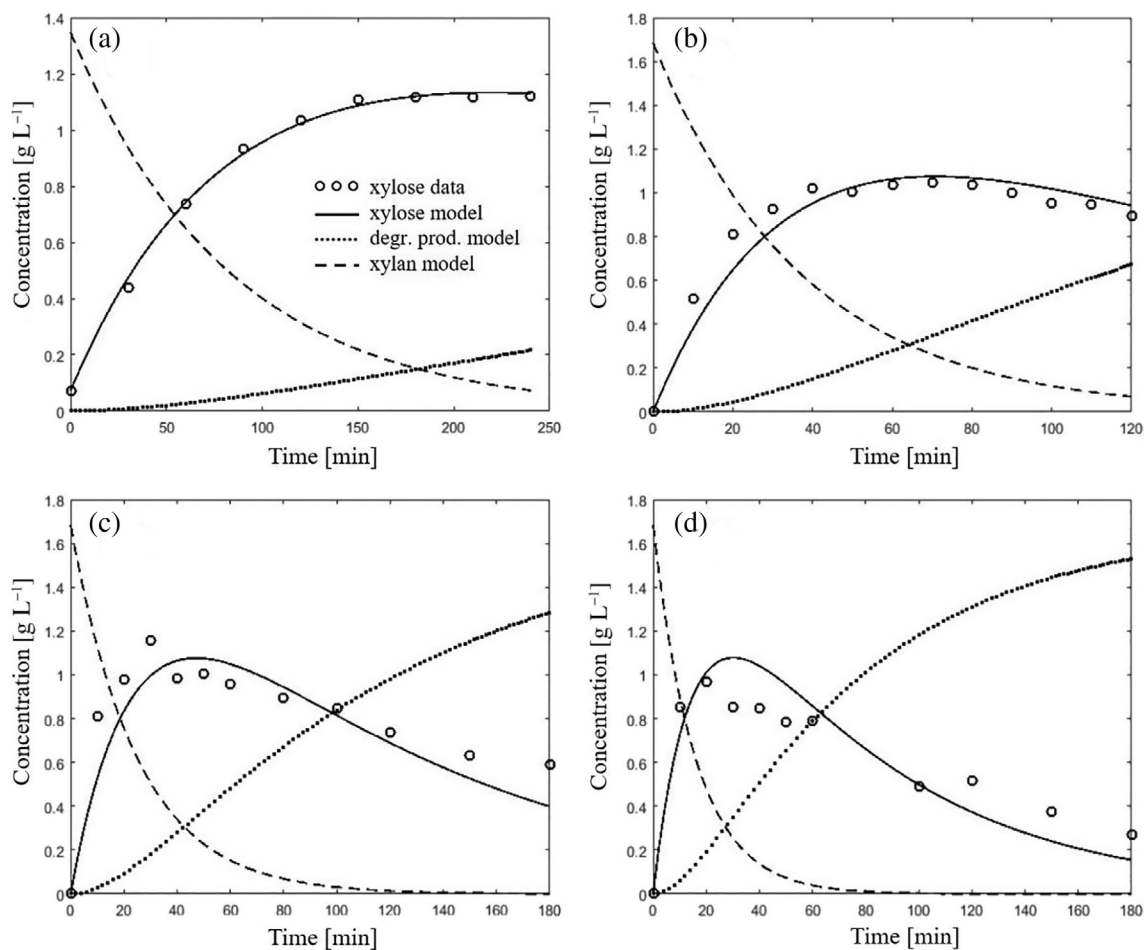 (a)
1.4
1.2
1
0.8
0.6
0.4
0.2
0
Concentration [g L⁻¹]
xylose data
xylose model
degr. prod. model
xylan model
0 50 100 150 200 250
Time [min]
(b)
1.8
1.6
1.4
1.2
1
0.8
0.6
0.4
0.2
0
Concentration [g L⁻¹]
0 20 40 60 80 100 120
Time [min]
(c)
1.8
1.6
1.4
1.2
1
0.8
0.6
0.4
0.2
0
Concentration [g L⁻¹]
0 20 40 60 80 100 120 140 160 180
Time [min]
(d)
1.8
1.6
1.4
1.2
1
0.8
0.6
0.4
0.2
0
Concentration [g L⁻¹]
0 20 40 60 80 100 120 140 160 180
Time [min]